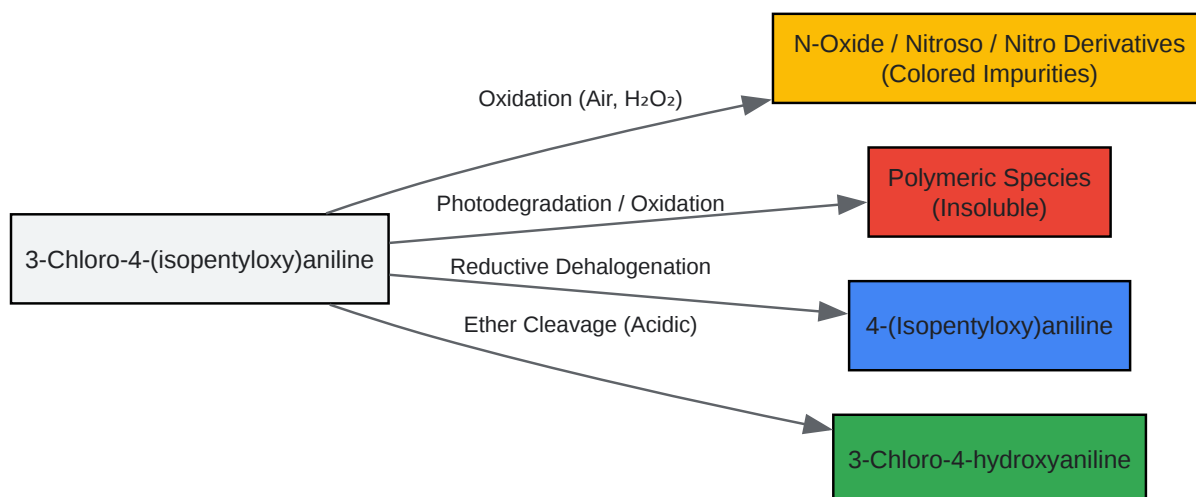 N-Oxide / Nitroso / Nitro Derivatives
(Colored Impurities)
Oxidation (Air, H₂O₂)
Polymeric Species
(Insoluble)
Photodegradation / Oxidation
3-Chloro-4-(isopentyloxy)aniline
Reductive Dehalogenation
4-(Isopentyloxy)aniline
Ether Cleavage (Acidic)
3-Chloro-4-hydroxyaniline